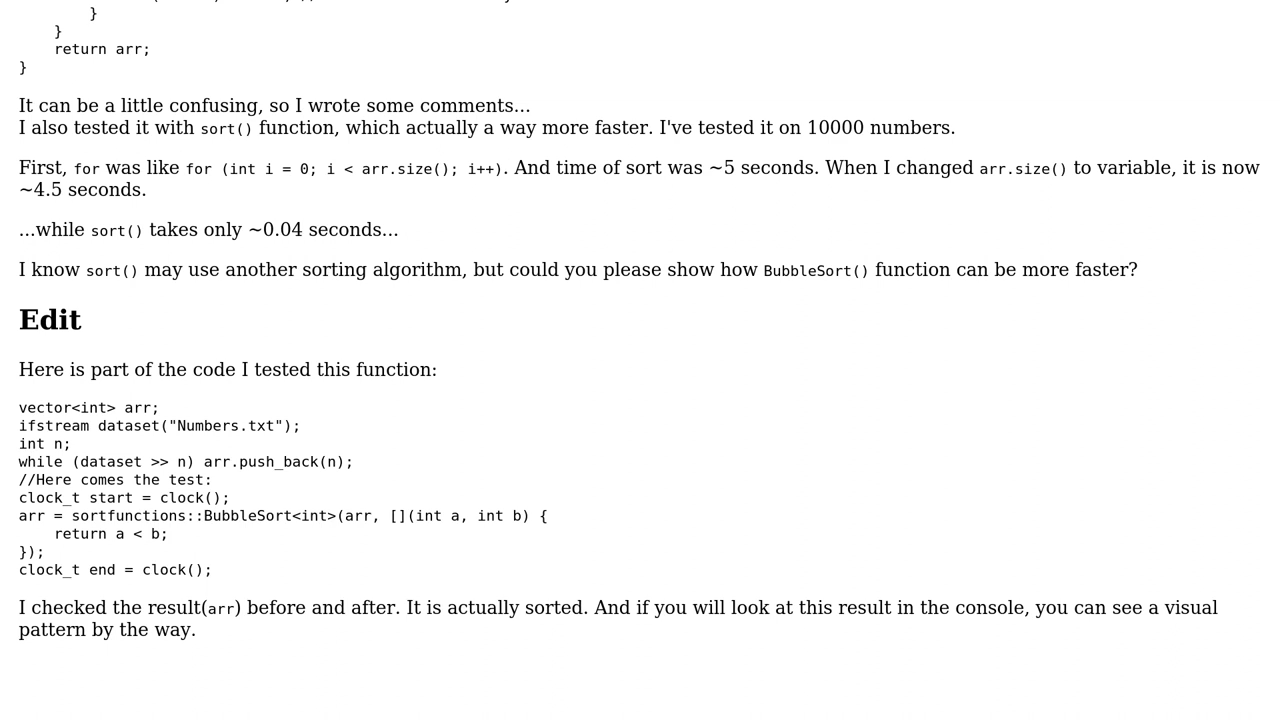 }
    }
    return arr;
}
It can be a little confusing, so I wrote some comments...
I also tested it with sort() function, which actually a way more faster. I've tested it on 10000 numbers.
First, for was like for (int i = 0; i < arr.size(); i++). And time of sort was ~5 seconds. When I changed arr.size() to variable, it is now
~4.5 seconds.
...while sort() takes only ~0.04 seconds...
I know sort() may use another sorting algorithm, but could you please show how BubbleSort() function can be more faster?
Edit
Here is part of the code I tested this function:
vector<int> arr;
ifstream dataset("Numbers.txt");
int n;
while (dataset >> n) arr.push_back(n);
//Here comes the test:
clock_t start = clock();
arr = sortfunctions::BubbleSort<int>(arr, [](int a, int b) {
    return a < b;
});
clock_t end = clock();
I checked the result(arr) before and after. It is actually sorted. And if you will look at this result in the console, you can see a visual
pattern by the way.